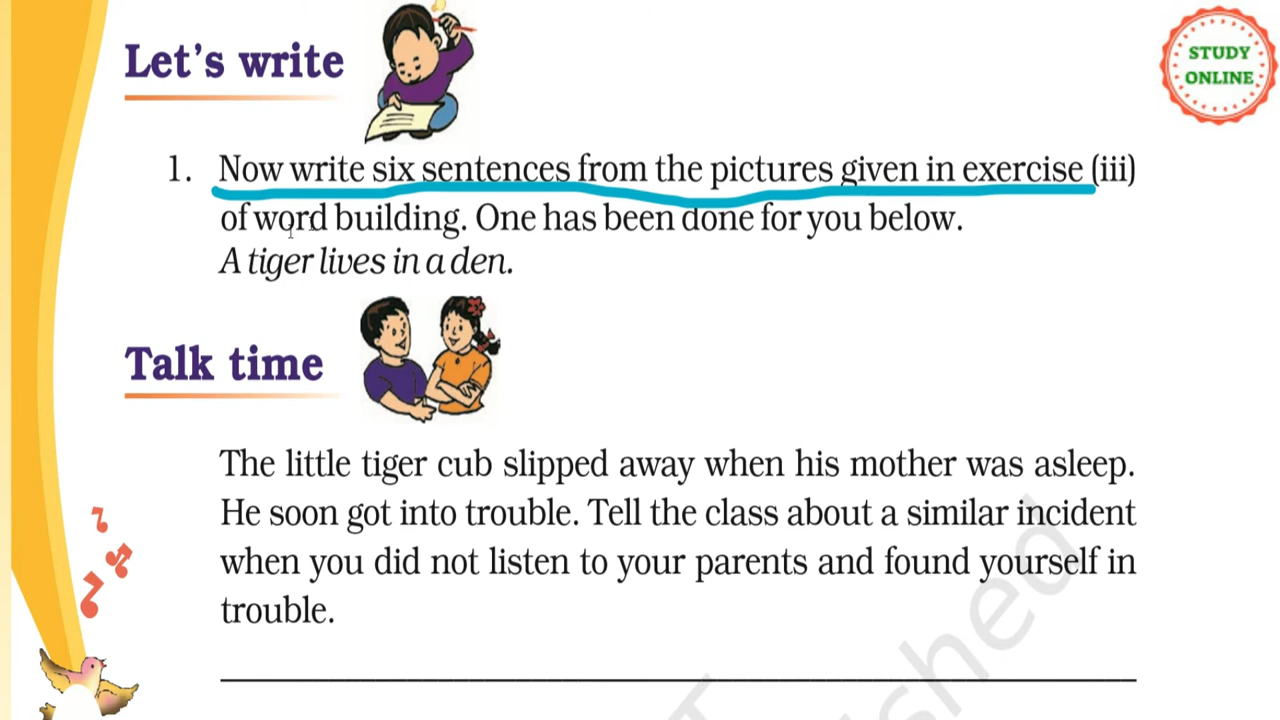 Let's write
STUDY
ONLINE
1. Now write six sentences from the pictures given in exercise (iii)
of word building. One has been done for you below.
A tiger lives in a den.
Talk time
The little tiger cub slipped away when his mother was asleep.
He soon got into trouble. Tell the class about a similar incident
when you did not listen to your parents and found yourself in
trouble.